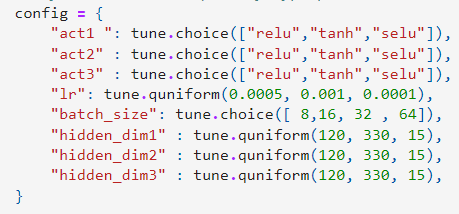 config = {
    "act1 ": tune.choice(["relu","tanh","selu"]),
    "act2" : tune.choice(["relu","tanh","selu"]),
    "act3" : tune.choice(["relu","tanh","selu"]),
    "lr": tune.quniform(0.0005, 0.001, 0.0001),
    "batch_size": tune.choice([ 8,16, 32 , 64]),
    "hidden_dim1" : tune.quniform(120, 330, 15),
    "hidden_dim2" : tune.quniform(120, 330, 15),
    "hidden_dim3" : tune.quniform(120, 330, 15),
}